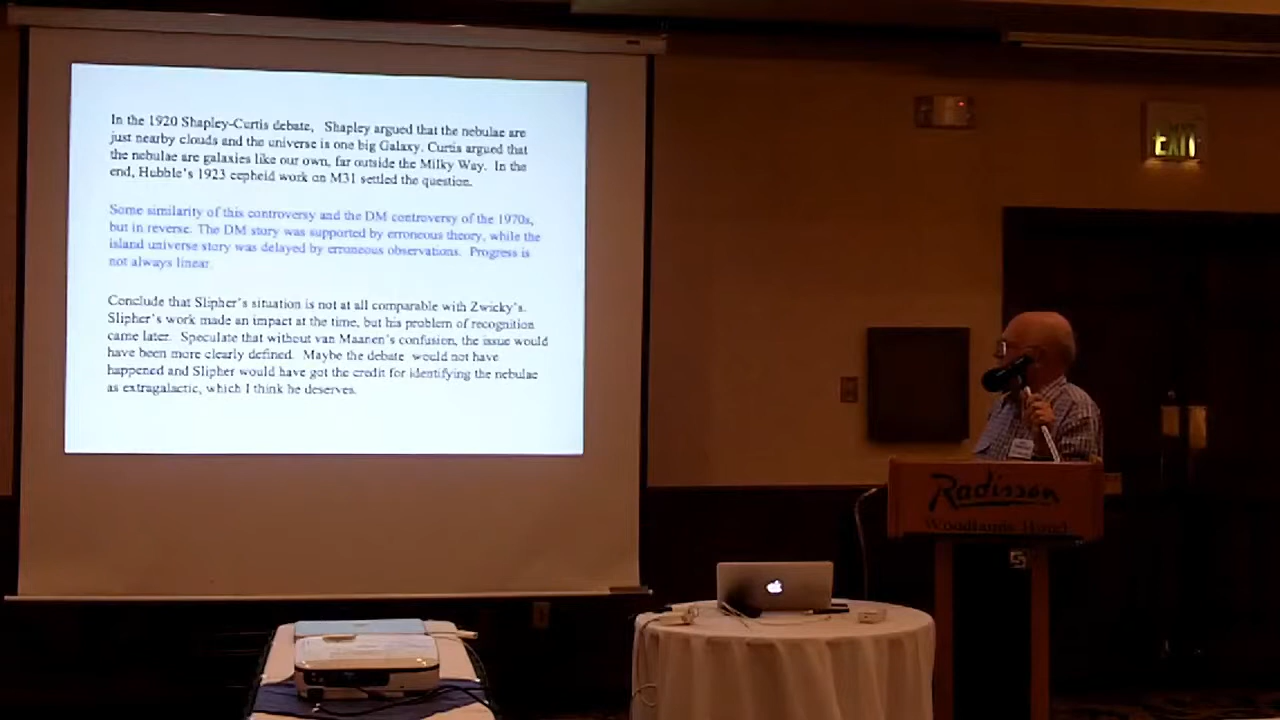 In the 1920 Shapley-Curtis debate, Shapley argued that the nebulae are
just nearby clouds and the universe is one big Galaxy. Curtis argued that
the nebulae are galaxies like our own, far outside the Milky Way. In the
end, Hubble's 1923 cepheid work on M31 settled the question.
Some similarity of this controversy and the DM controversy of the 1970s,
but in reverse. The DM story was supported by erroneous theory, while the
island universe story was delayed by erroneous observations. Progress is
not always linear.
Conclude that Slipher's situation is not at all comparable with Zwicky's.
Slipher's work made an impact at the time, but his problem of recognition
came later. Speculate that without van Maanen's confusion, the issue would
have been more clearly defined. Maybe the debate would not have
happened and Slipher would have got the credit for identifying the nebulae
as extragalactic, which I think he deserves.
EXIT
Radisson
Woodlands Hotel